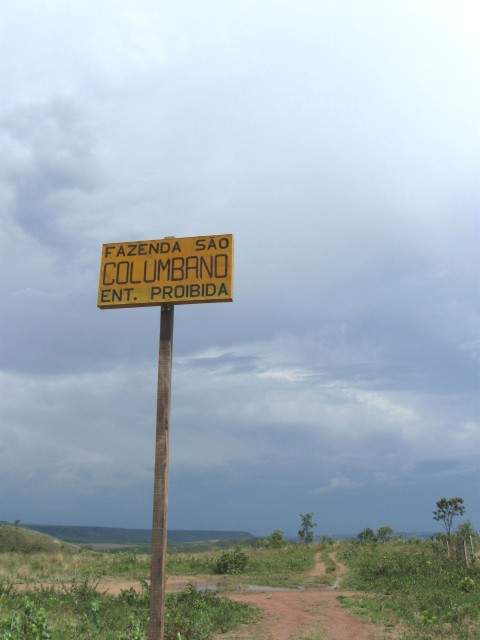 FAZENDA SÃO
COLUMBANO
ENT. PROIBIDA